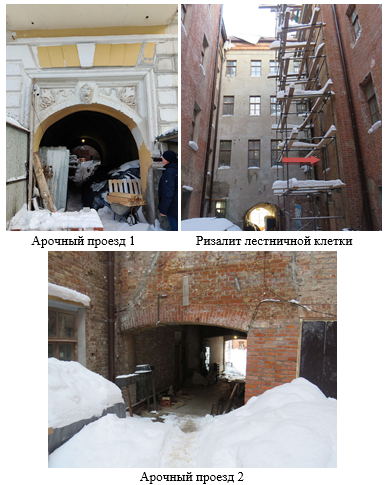 Арочный проезд 1
Ризалит лестничной клетки
Арочный проезд 2